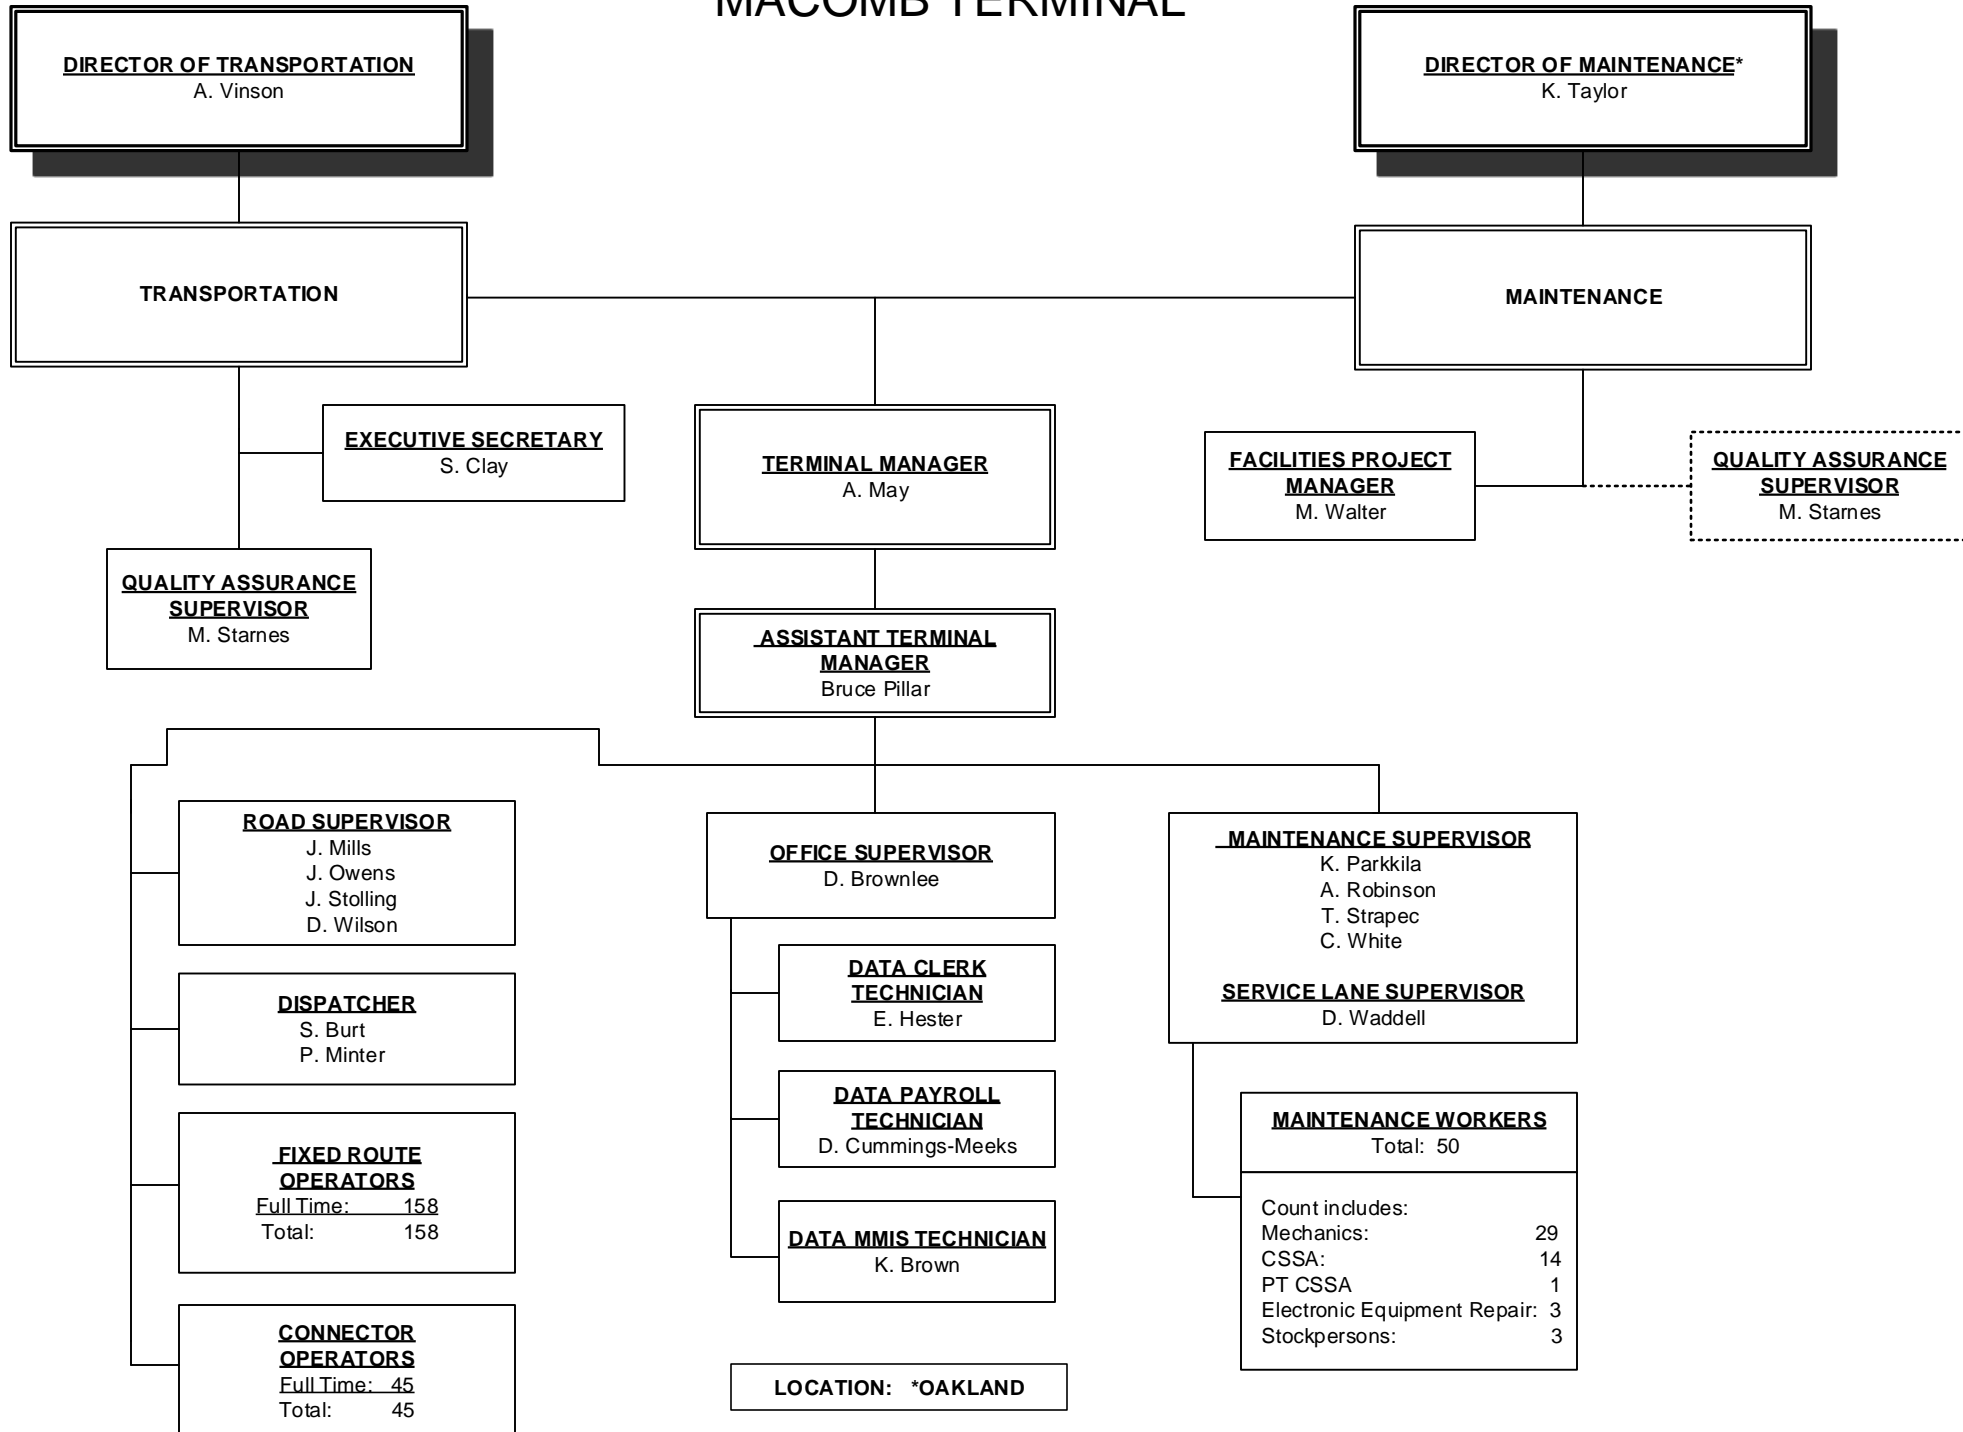 MACOMB TERMINAL
DIRECTOR OF TRANSPORTATION
A. Vinson
DIRECTOR OF MAINTENANCE*
K. Taylor
TRANSPORTATION
MAINTENANCE
EXECUTIVE SECRETARY
S. Clay
TERMINAL MANAGER
A. May
FACILITIES PROJECT
MANAGER
M. Walter
QUALITY ASSURANCE
SUPERVISOR
M. Starnes
QUALITY ASSURANCE
SUPERVISOR
M. Starnes
ASSISTANT TERMINAL
MANAGER
Bruce Pillar
ROAD SUPERVISOR
J. Mills
J. Owens
J. Stolling
D. Wilson
DISPATCHER
S. Burt
P. Minter
FIXED ROUTE
OPERATORS
Full Time: 158
Total: 158
CONNECTOR
OPERATORS
Full Time: 45
Total: 45
OFFICE SUPERVISOR
D. Brownlee
DATA CLERK
TECHNICIAN
E. Hester
DATA PAYROLL
TECHNICIAN
D. Cummings-Meeks
DATA MMIS TECHNICIAN
K. Brown
LOCATION: *OAKLAND
MAINTENANCE SUPERVISOR
K. Parkkila
A. Robinson
T. Strapec
C. White
SERVICE LANE SUPERVISOR
D. Waddell
MAINTENANCE WORKERS
Total: 50
Count includes:
Mechanics: 29
CSSA: 14
PT CSSA 1
Electronic Equipment Repair: 3
Stockpersons: 3